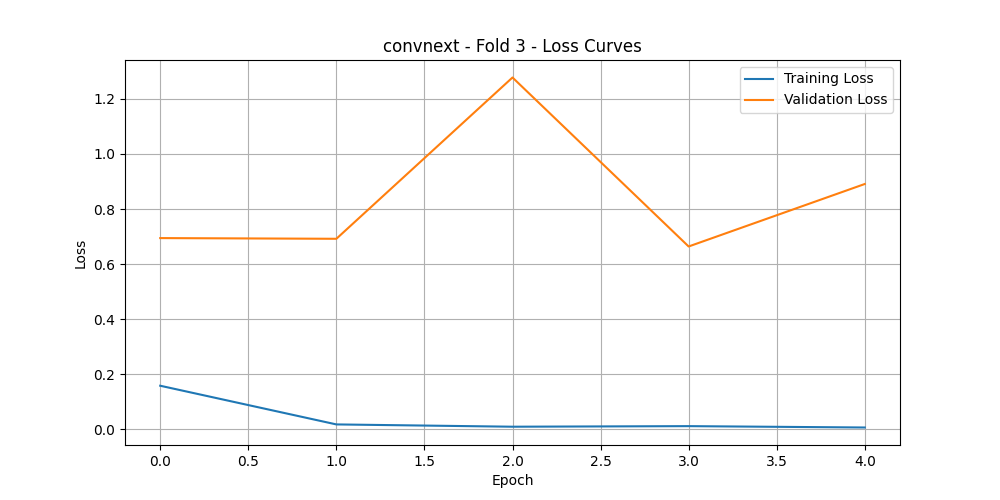 convnext - Fold 3 - Loss Curves
Training Loss
Validation Loss
1.2
1.0
0.8
0.6
0.4
0.2
0.0
Loss
0.0 0.5 1.0 1.5 2.0 2.5 3.0 3.5 4.0
Epoch